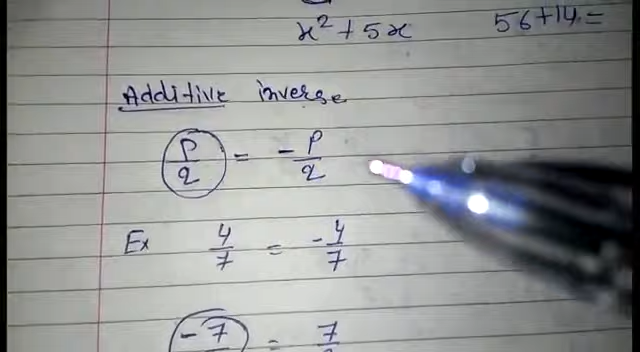 x² + 5x 56+14=
Additive inverse
p/q = -p/q
Ex 4/7 = -4/7
-7 = 7